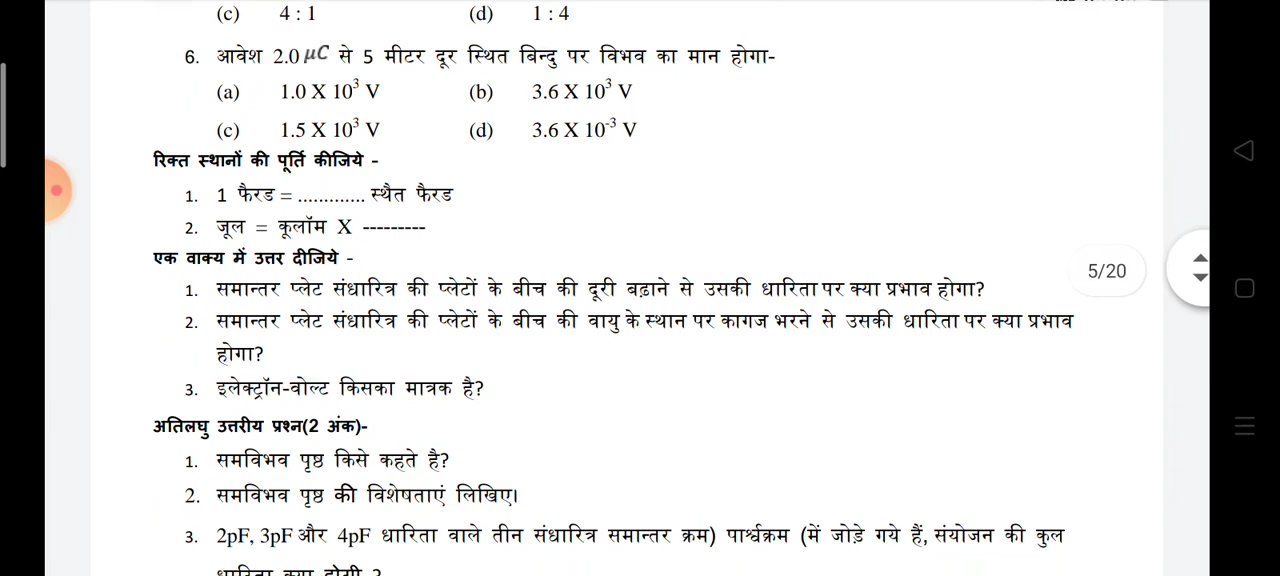 (c) 4 : 1 (d) 1 : 4
6. आवेश 2.0 μC से 5 मीटर दूर स्थित बिन्दु पर विभव का मान होगा-
(a) 1.0 X 10³ V (b) 3.6 X 10³ V
(c) 1.5 X 10³ V (d) 3.6 X 10⁻³ V
रिक्त स्थानों की पूर्ति कीजिये -
1. 1 फैरड = ............. स्थैत फैरड
2. जूल = कूलॉम X ---------
एक वाक्य में उत्तर दीजिये -
5/20
1. समान्तर प्लेट संधारित्र की प्लेटों के बीच की दूरी बढ़ाने से उसकी धारिता पर क्या प्रभाव होगा?
2. समान्तर प्लेट संधारित्र की प्लेटों के बीच की वायु के स्थान पर कागज भरने से उसकी धारिता पर क्या प्रभाव
होगा?
3. इलेक्ट्रॉन-वोल्ट किसका मात्रक है?
अतिलघु उत्तरीय प्रश्न(2 अंक)-
1. समविभव पृष्ठ किसे कहते है?
2. समविभव पृष्ठ की विशेषताएं लिखिए।
3. 2pF, 3pF और 4pF धारिता वाले तीन संधारित्र समान्तर क्रम) पार्श्वक्रम (में जोड़े गये हैं, संयोजन की कुल
धारिता क्या होगी ?